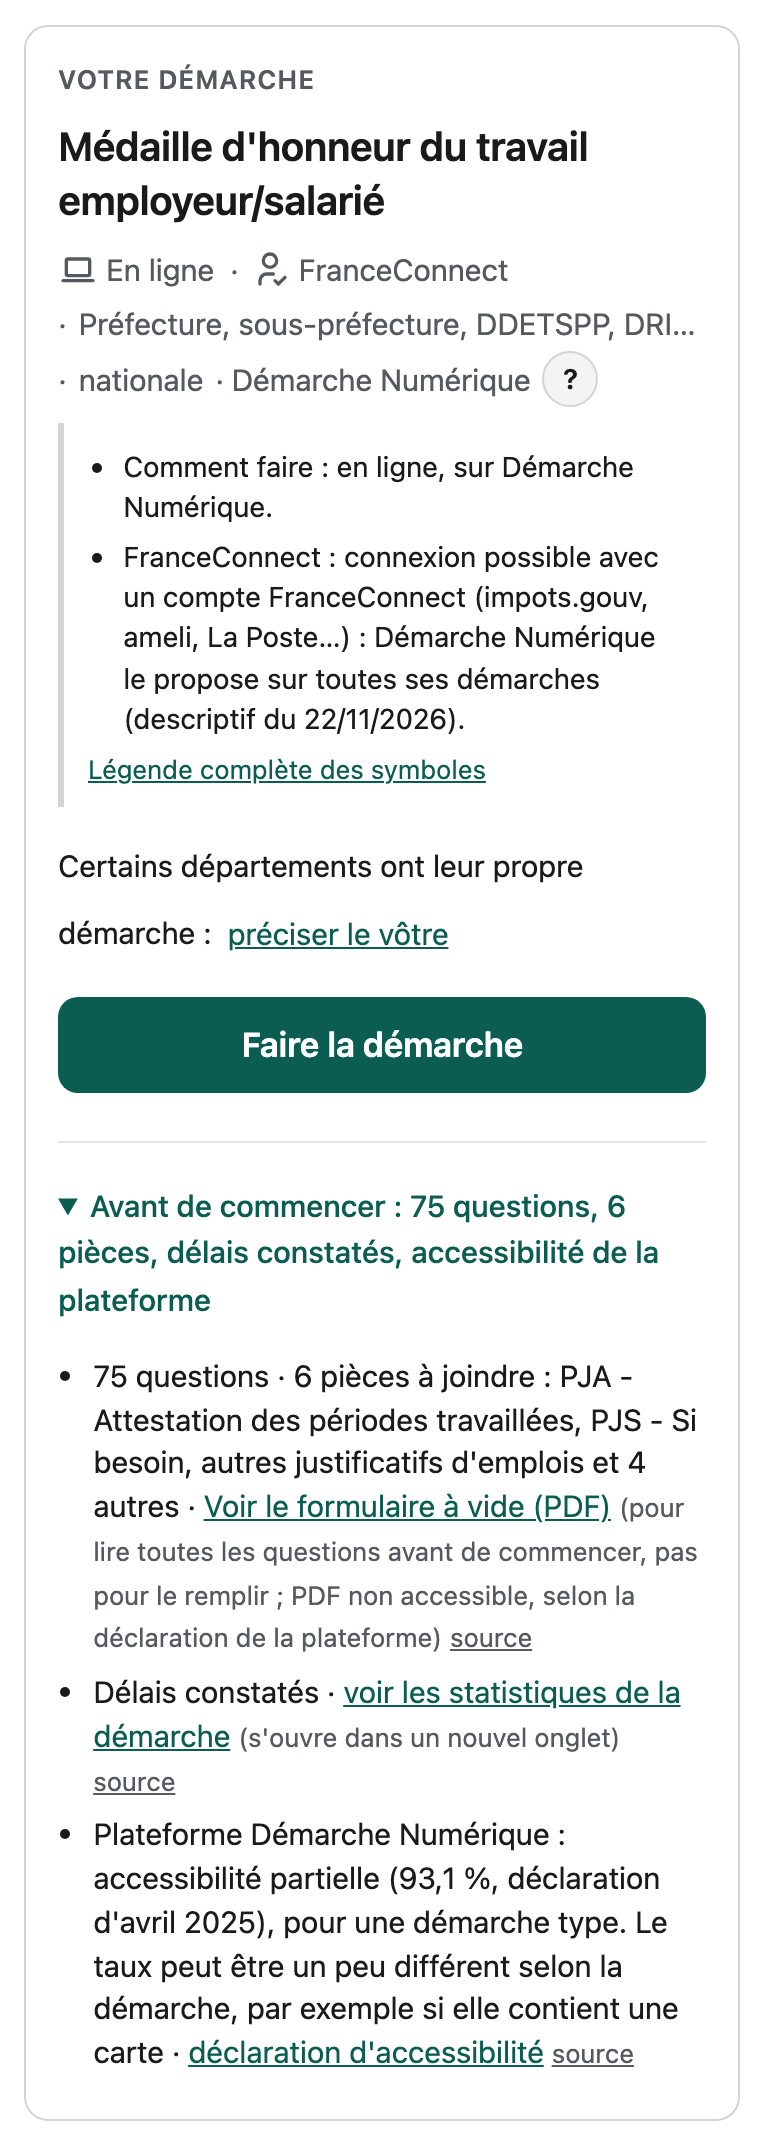 VOTRE DÉMARCHE
Médaille d'honneur du travail
employeur/salarié
En ligne · FranceConnect
· Préfecture, sous-préfecture, DDETSPP, DRI...
· nationale · Démarche Numérique ?
• Comment faire : en ligne, sur Démarche
Numérique.
• FranceConnect : connexion possible avec
un compte FranceConnect (impots.gouv,
ameli, La Poste…) : Démarche Numérique
le propose sur toutes ses démarches
(descriptif du 22/11/2026).
Légende complète des symboles
Certains départements ont leur propre
démarche : préciser le vôtre
Faire la démarche
▼ Avant de commencer : 75 questions, 6
pièces, délais constatés, accessibilité de la
plateforme
• 75 questions · 6 pièces à joindre : PJA -
Attestation des périodes travaillées, PJS - Si
besoin, autres justificatifs d'emplois et 4
autres · Voir le formulaire à vide (PDF) (pour
lire toutes les questions avant de commencer, pas
pour le remplir ; PDF non accessible, selon la
déclaration de la plateforme) source
• Délais constatés · voir les statistiques de la
démarche (s'ouvre dans un nouvel onglet)
source
• Plateforme Démarche Numérique :
accessibilité partielle (93,1 %, déclaration
d'avril 2025), pour une démarche type. Le
taux peut être un peu différent selon la
démarche, par exemple si elle contient une
carte · déclaration d'accessibilité source